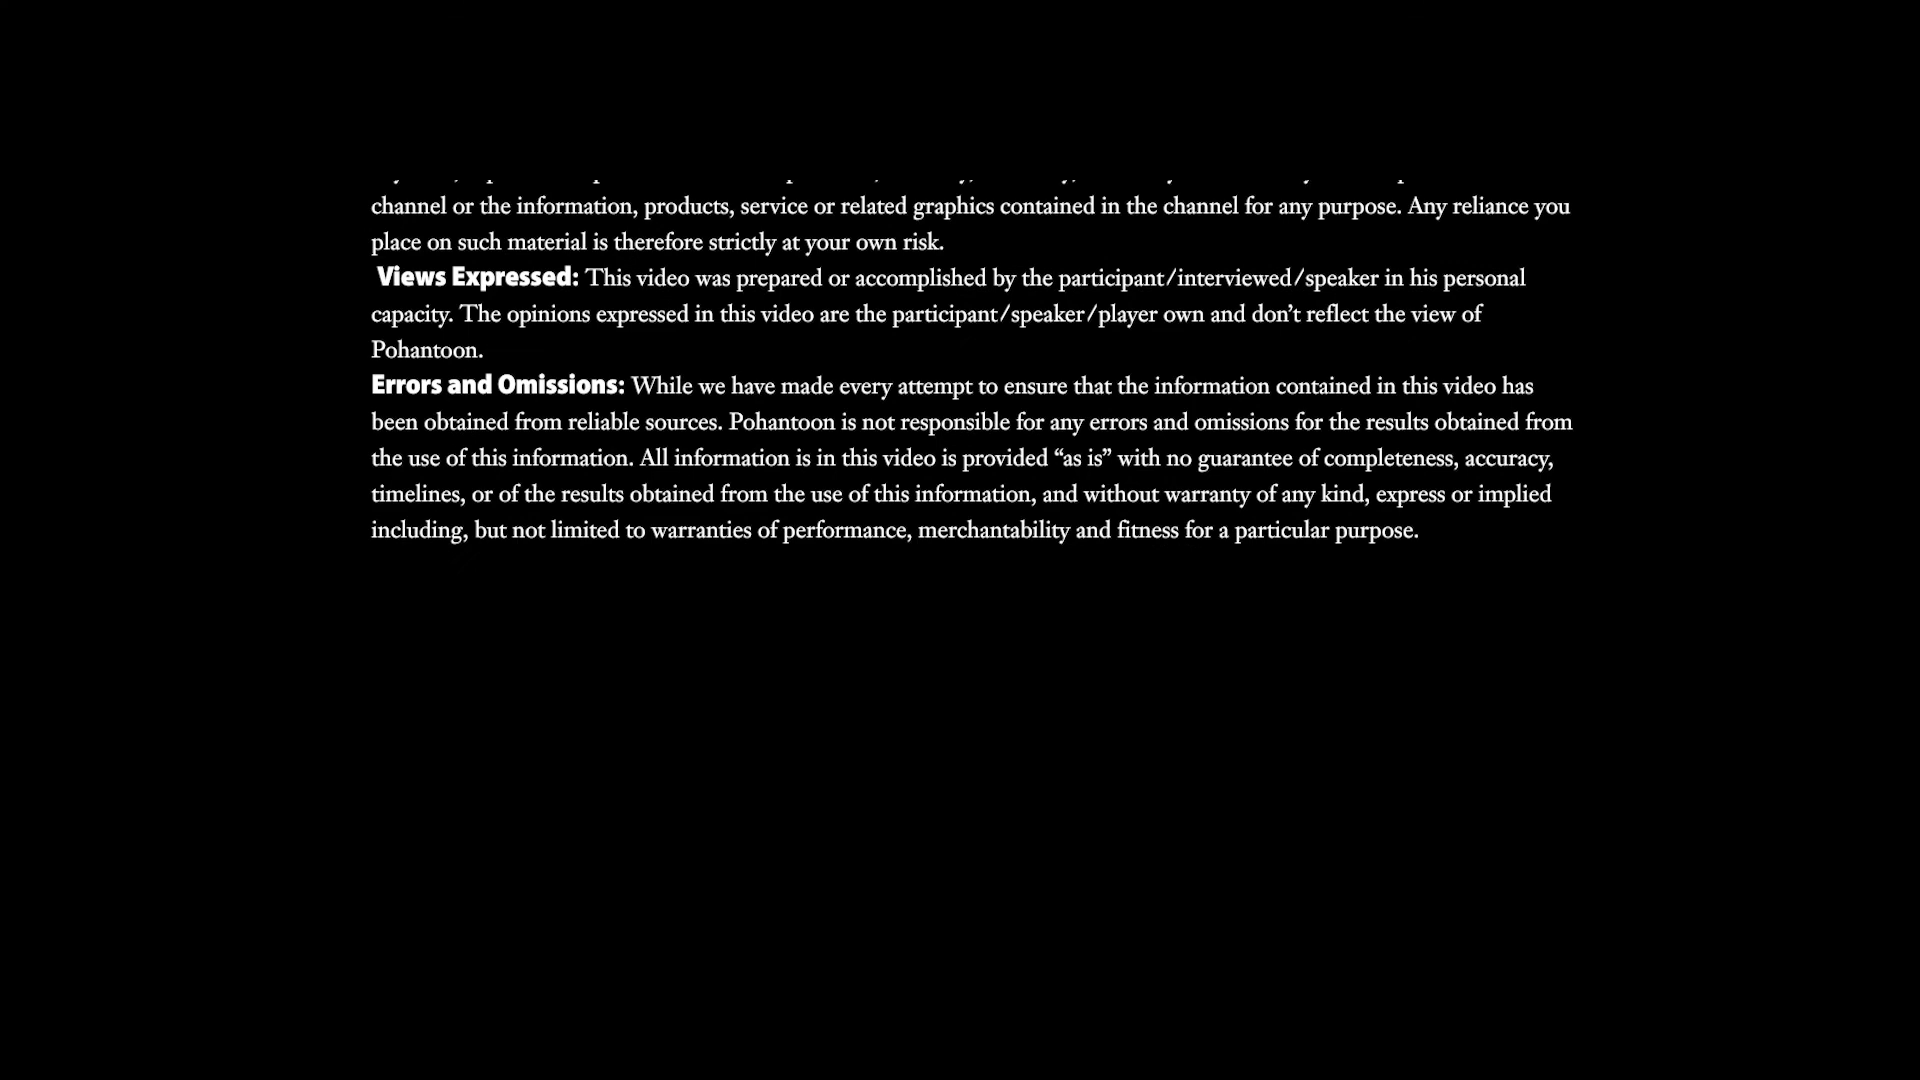 channel or the information, products, service or related graphics contained in the channel for any purpose. Any reliance you
place on such material is therefore strictly at your own risk.
Views Expressed: This video was prepared or accomplished by the participant/interviewed/speaker in his personal
capacity. The opinions expressed in this video are the participant/speaker/player own and don’t reflect the view of
Pohantoon.
Errors and Omissions: While we have made every attempt to ensure that the information contained in this video has
been obtained from reliable sources. Pohantoon is not responsible for any errors and omissions for the results obtained from
the use of this information. All information is in this video is provided “as is” with no guarantee of completeness, accuracy,
timelines, or of the results obtained from the use of this information, and without warranty of any kind, express or implied
including, but not limited to warranties of performance, merchantability and fitness for a particular purpose.